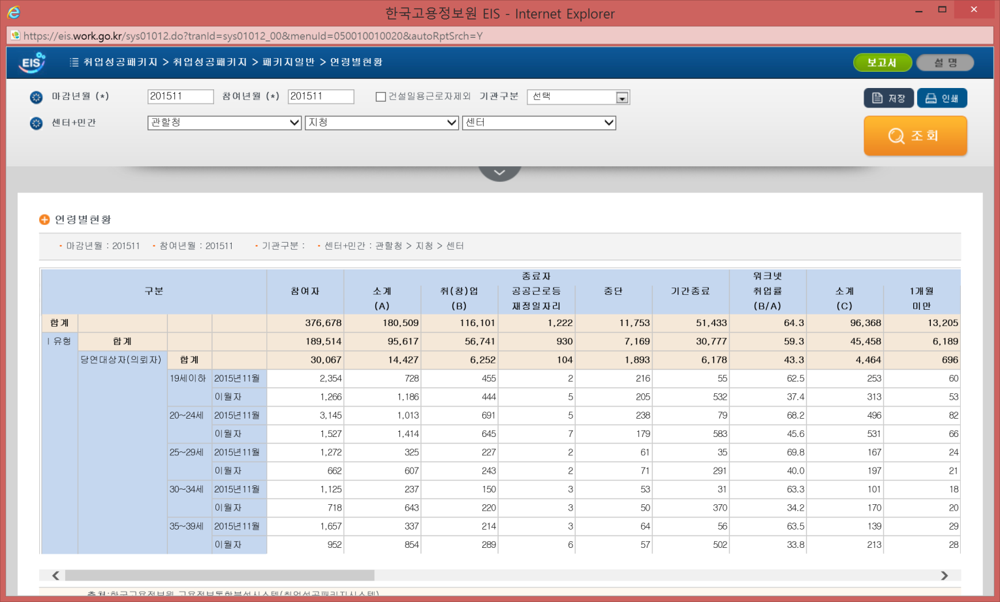 한국고용정보원 EIS - Internet Explorer
https://eis.work.go.kr/sys01012.do?tranId=sys01012_00&menuId=050010010020&autoRptSrch=Y
EIS 취업성공패키지 > 취업성공패키지 > 패키지일반 > 연령별현황 보고서 설명
마감년월 (*) 201511 참여년월 (*) 201511 건설일용근로자제외 기관구분 선택 저장 인쇄
센터+민간 관할청 지청 센터 조회
연령별현황
마감년월 : 201511 참여년월 : 201511 기관구분 : 센터+민간 : 관할청 > 지청 > 센터
종료자 워크넷
구분 참여자 소계 취(창)업 공공근로등 중단 기간종료 취업률 소계 1개월
(A) (B) 재정일자리 (B/A) (C) 미만
합계 376,678 180,509 116,101 1,222 11,753 51,433 64.3 96,368 13,205
I 유형 합계 189,514 95,617 56,741 930 7,169 30,777 59.3 45,458 6,189
당연대상자(의뢰자) 합계 30,067 14,427 6,252 104 1,893 6,178 43.3 4,464 696
19세이하 2015년11월 2,354 728 455 2 216 55 62.5 253 60
이월자 1,266 1,186 444 5 205 532 37.4 313 53
20~24세 2015년11월 3,145 1,013 691 5 238 79 68.2 496 82
이월자 1,527 1,414 645 7 179 583 45.6 531 66
25~29세 2015년11월 1,272 325 227 2 61 35 69.8 167 24
이월자 662 607 243 2 71 291 40.0 197 21
30~34세 2015년11월 1,125 237 150 3 53 31 63.3 101 18
이월자 718 643 220 3 50 370 34.2 170 20
35~39세 2015년11월 1,657 337 214 3 64 56 63.5 139 29
이월자 952 854 289 6 57 502 33.8 213 28
출처:한국고용정보원 고용정보통합분석시스템(취업성공패키지시스템)